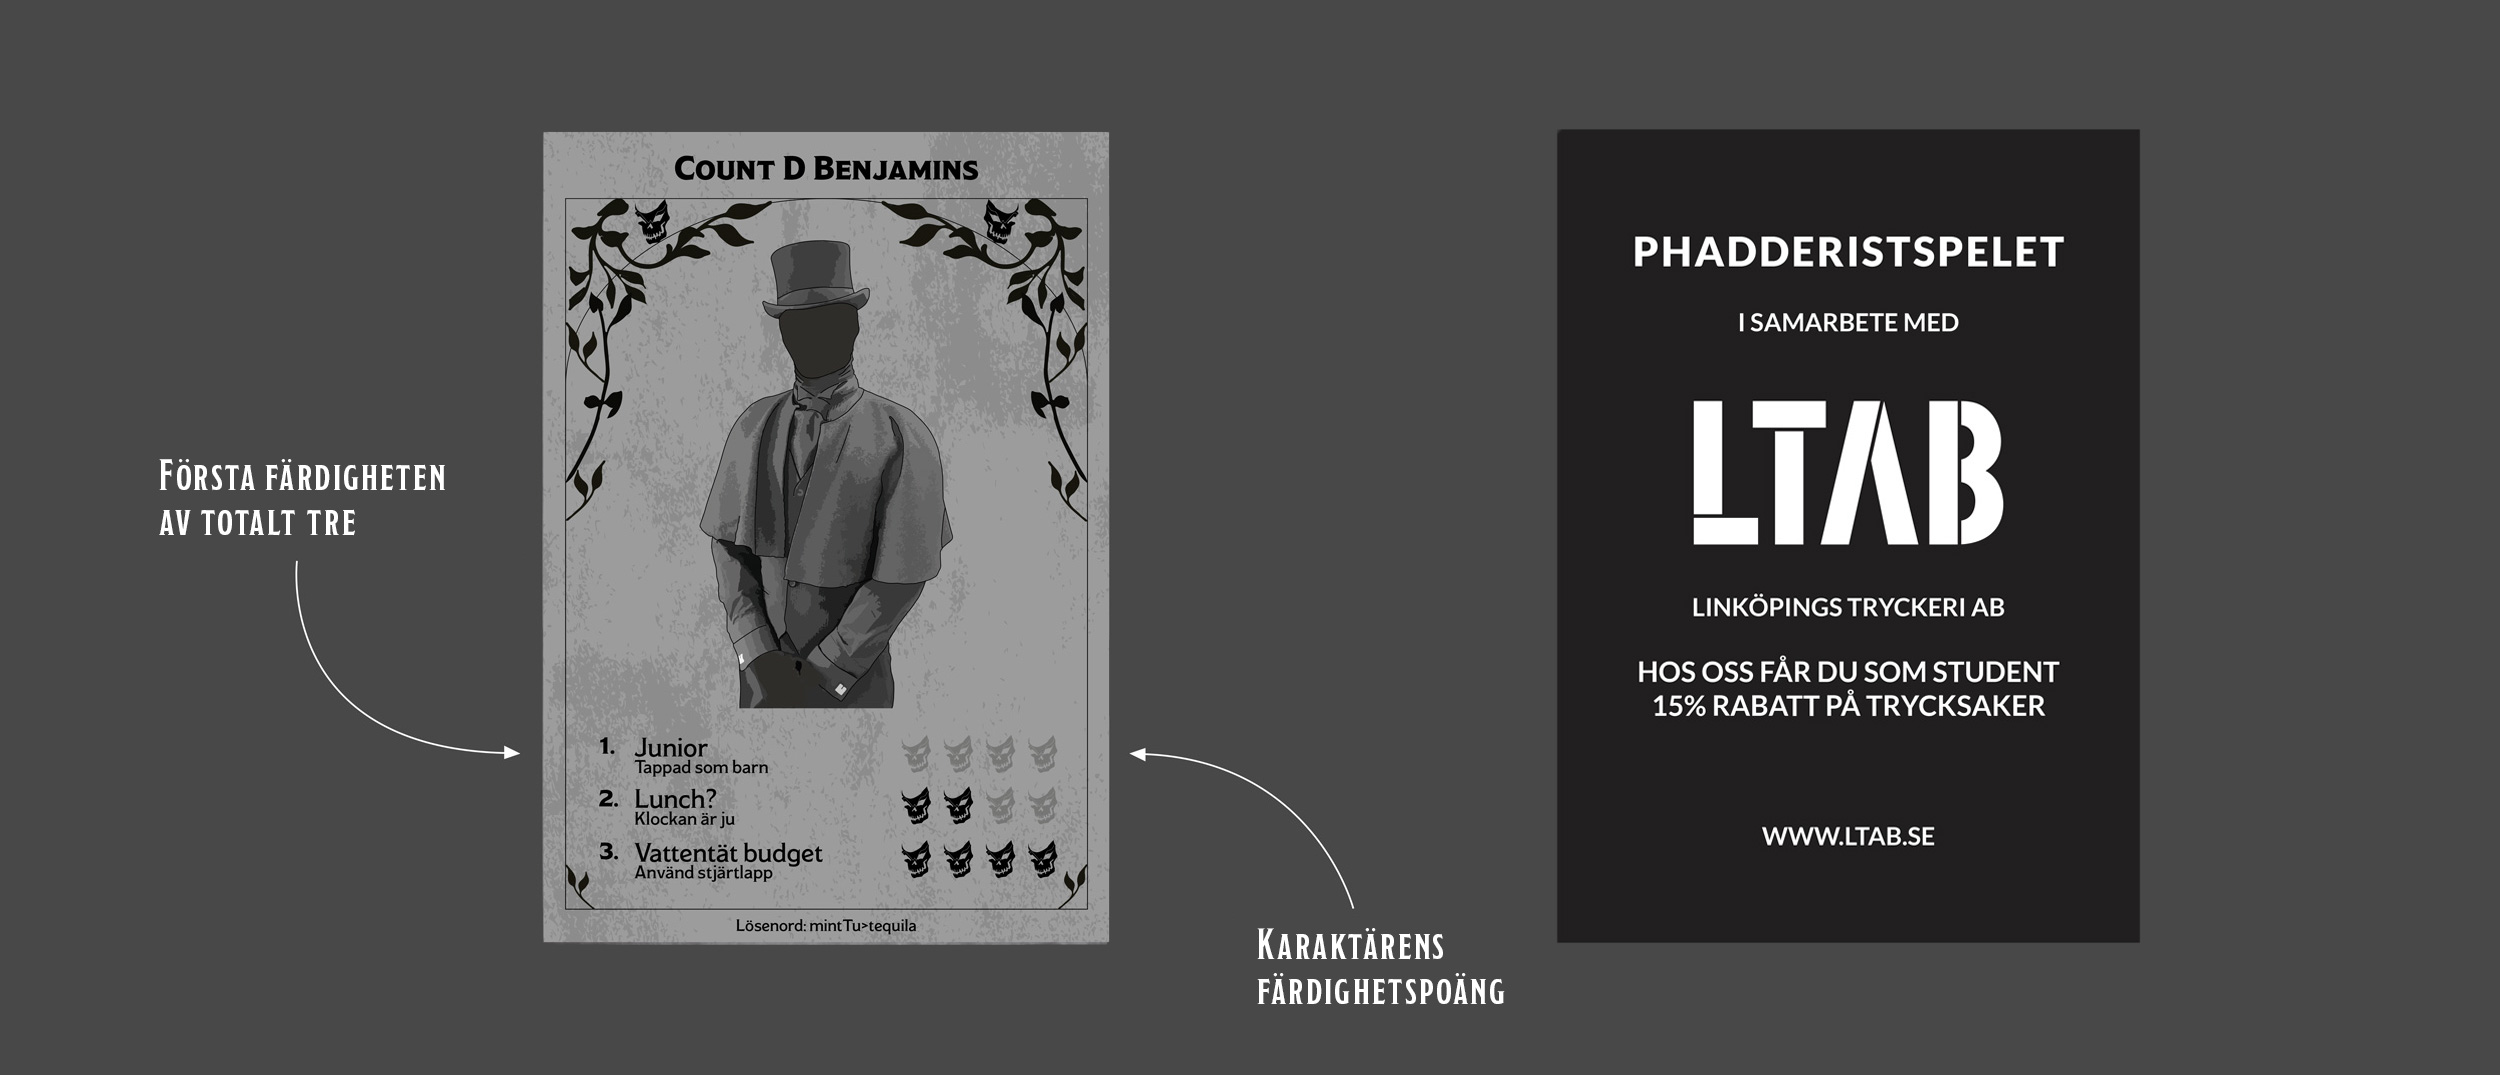 Första färdigheten
av totalt tre
Count D Benjamins
1. Junior
Tappad som barn
2. Lunch?
Klockan är ju
3. Vattentät budget
Använd stjärtlapp
Lösenord: mintTu>tequila
Karaktärens
färdighetspoäng
PHADDERISTSPELET
I SAMARBETE MED
LTAB
LINKÖPINGS TRYCKERI AB
HOS OSS FÅR DU SOM STUDENT
15% RABATT PÅ TRYCKSAKER
WWW.LTAB.SE